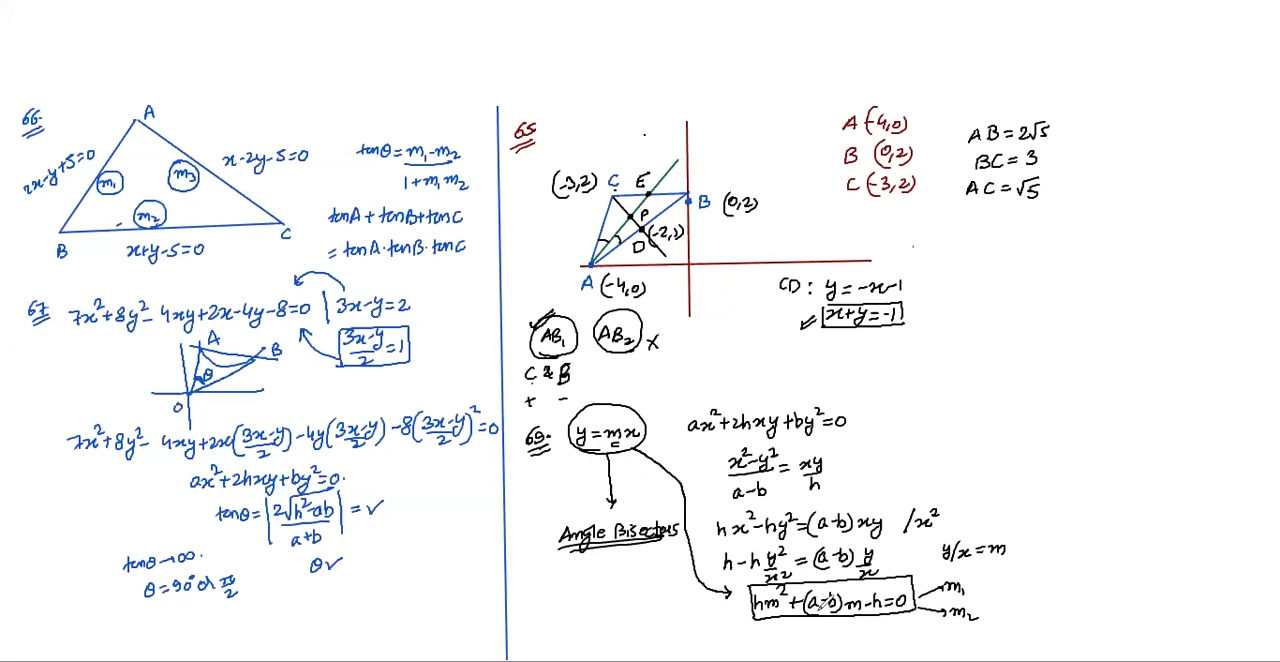 66
A
2x-y+5=0
x-2y-5=0
m₁
m₃
m₂
B
C
x+y-5=0
tanθ = m₁-m₂
1+m₁m₂
tanA + tanB + tanC
= tanA · tanB · tanC
67 7x²+8y²-4xy+2x-4y-8=0 | 3x-y=2
3x-y/2 = 1
A
B
θ
O
7x²+8y²-4xy+2x(3x-y/2)-4y(3x-y/2)-8(3x-y/2)²=0
ax²+2hxy+by²=0.
tanθ = |2√h²-ab / a+b| = ✓
tanθ→∞.
θ=90° or π/2
θ✓
65
(-3,2) C E
B (0,2)
P
D (-2,1)
A (-4,0)
A (-4,0)
B (0,2)
C (-3,2)
AB = 2√5
BC = 3
AC = √5
CD : y = -x-1
✓ x+y=-1
AB₁ AB₂ x
C & B
+ -
69. y=mx
Angle Bisectors
ax²+2hxy+by²=0
x²-y²/a-b = xy/h
hx²-hy²=(a-b)xy /x²
h-h y²/x² = (a-b) y/x
y/x=m
hm²+(a-b)m-h=0
m₁
m₂